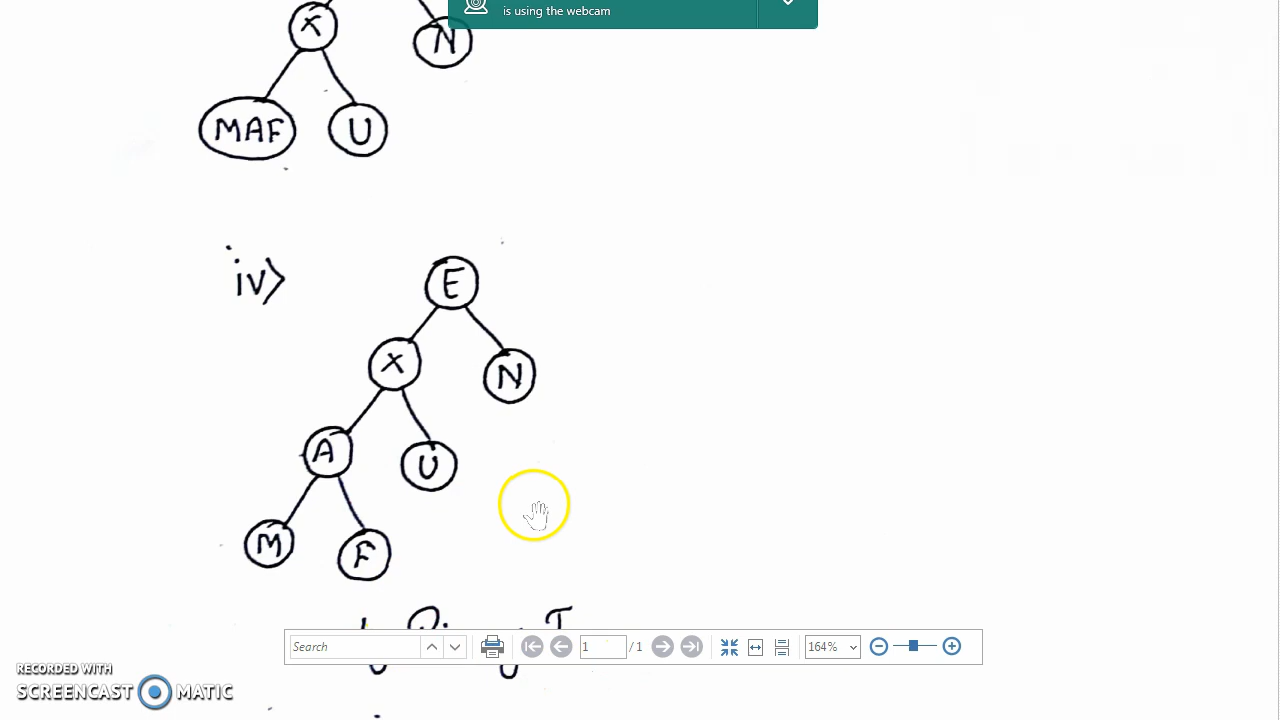 is using the webcam
X
N
MAF
U
iv>
E
X
N
A
U
M
F
Search
1
/ 1
164%
RECORDED WITH
SCREENCAST MATIC